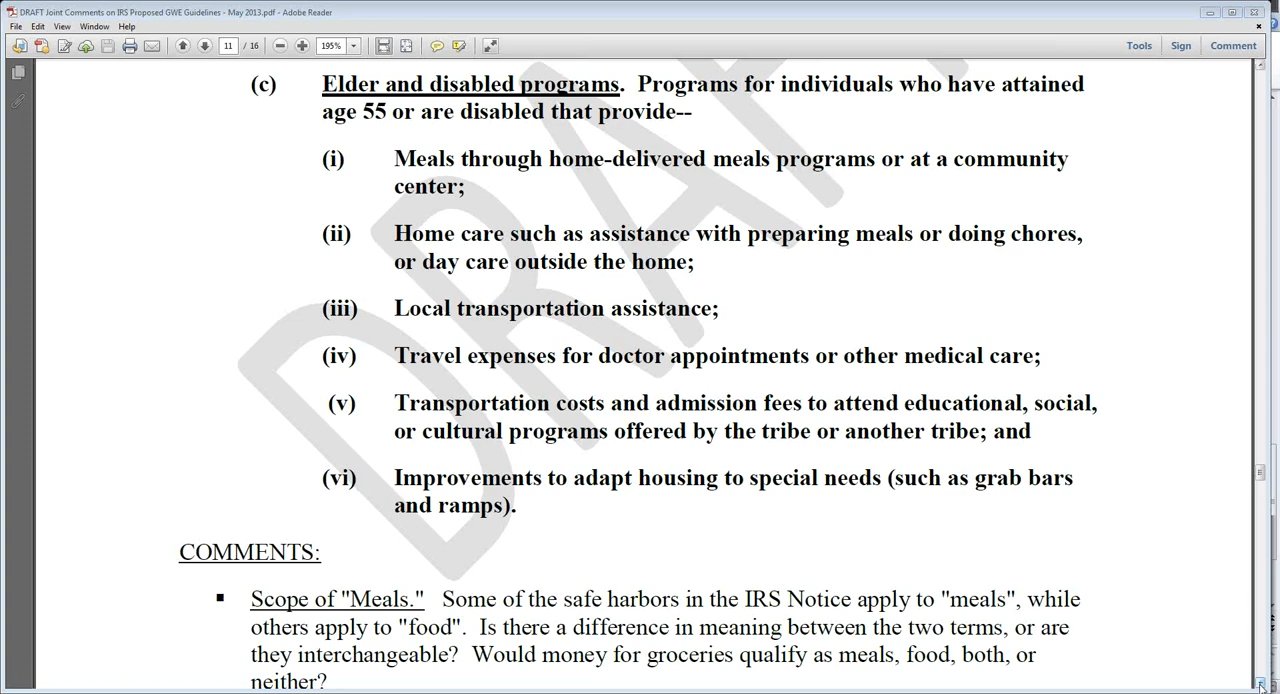 DRAFT Joint Comments on IRS Proposed GWE Guidelines - May 2013.pdf - Adobe Reader
File Edit View Window Help
11 / 16 195% Tools Sign Comment
(c) Elder and disabled programs. Programs for individuals who have attained
age 55 or are disabled that provide--
(i) Meals through home-delivered meals programs or at a community
center;
(ii) Home care such as assistance with preparing meals or doing chores,
or day care outside the home;
(iii) Local transportation assistance;
(iv) Travel expenses for doctor appointments or other medical care;
(v) Transportation costs and admission fees to attend educational, social,
or cultural programs offered by the tribe or another tribe; and
(vi) Improvements to adapt housing to special needs (such as grab bars
and ramps).
COMMENTS:
▪ Scope of "Meals." Some of the safe harbors in the IRS Notice apply to "meals", while
others apply to "food". Is there a difference in meaning between the two terms, or are
they interchangeable? Would money for groceries qualify as meals, food, both, or
neither?
DRAF